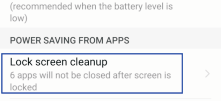 (recommended when the battery level is
low)
POWER SAVING FROM APPS
Lock screen cleanup
6 apps will not be closed after screen is
locked